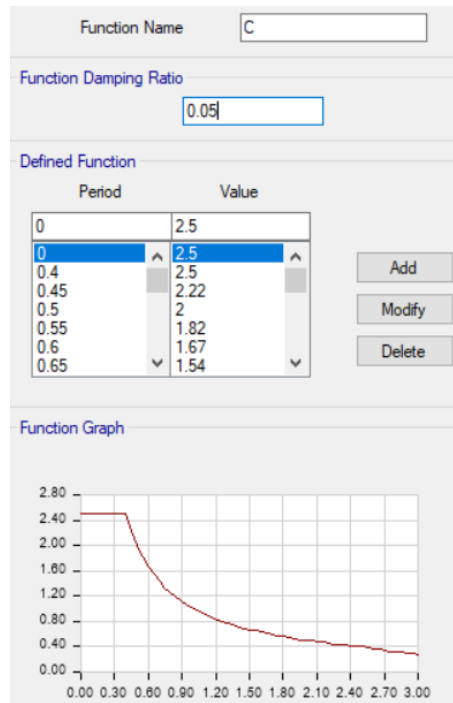 Function Name C
Function Damping Ratio
0.05
Defined Function
Period Value
0 2.5
0 2.5
0.4 2.5 Add
0.45 2.22
0.5 2 Modify
0.55 1.82
0.6 1.67 Delete
0.65 1.54
Function Graph
2.80
2.40
2.00
1.60
1.20
0.80
0.40
0.00
0.00 0.30 0.60 0.90 1.20 1.50 1.80 2.10 2.40 2.70 3.00